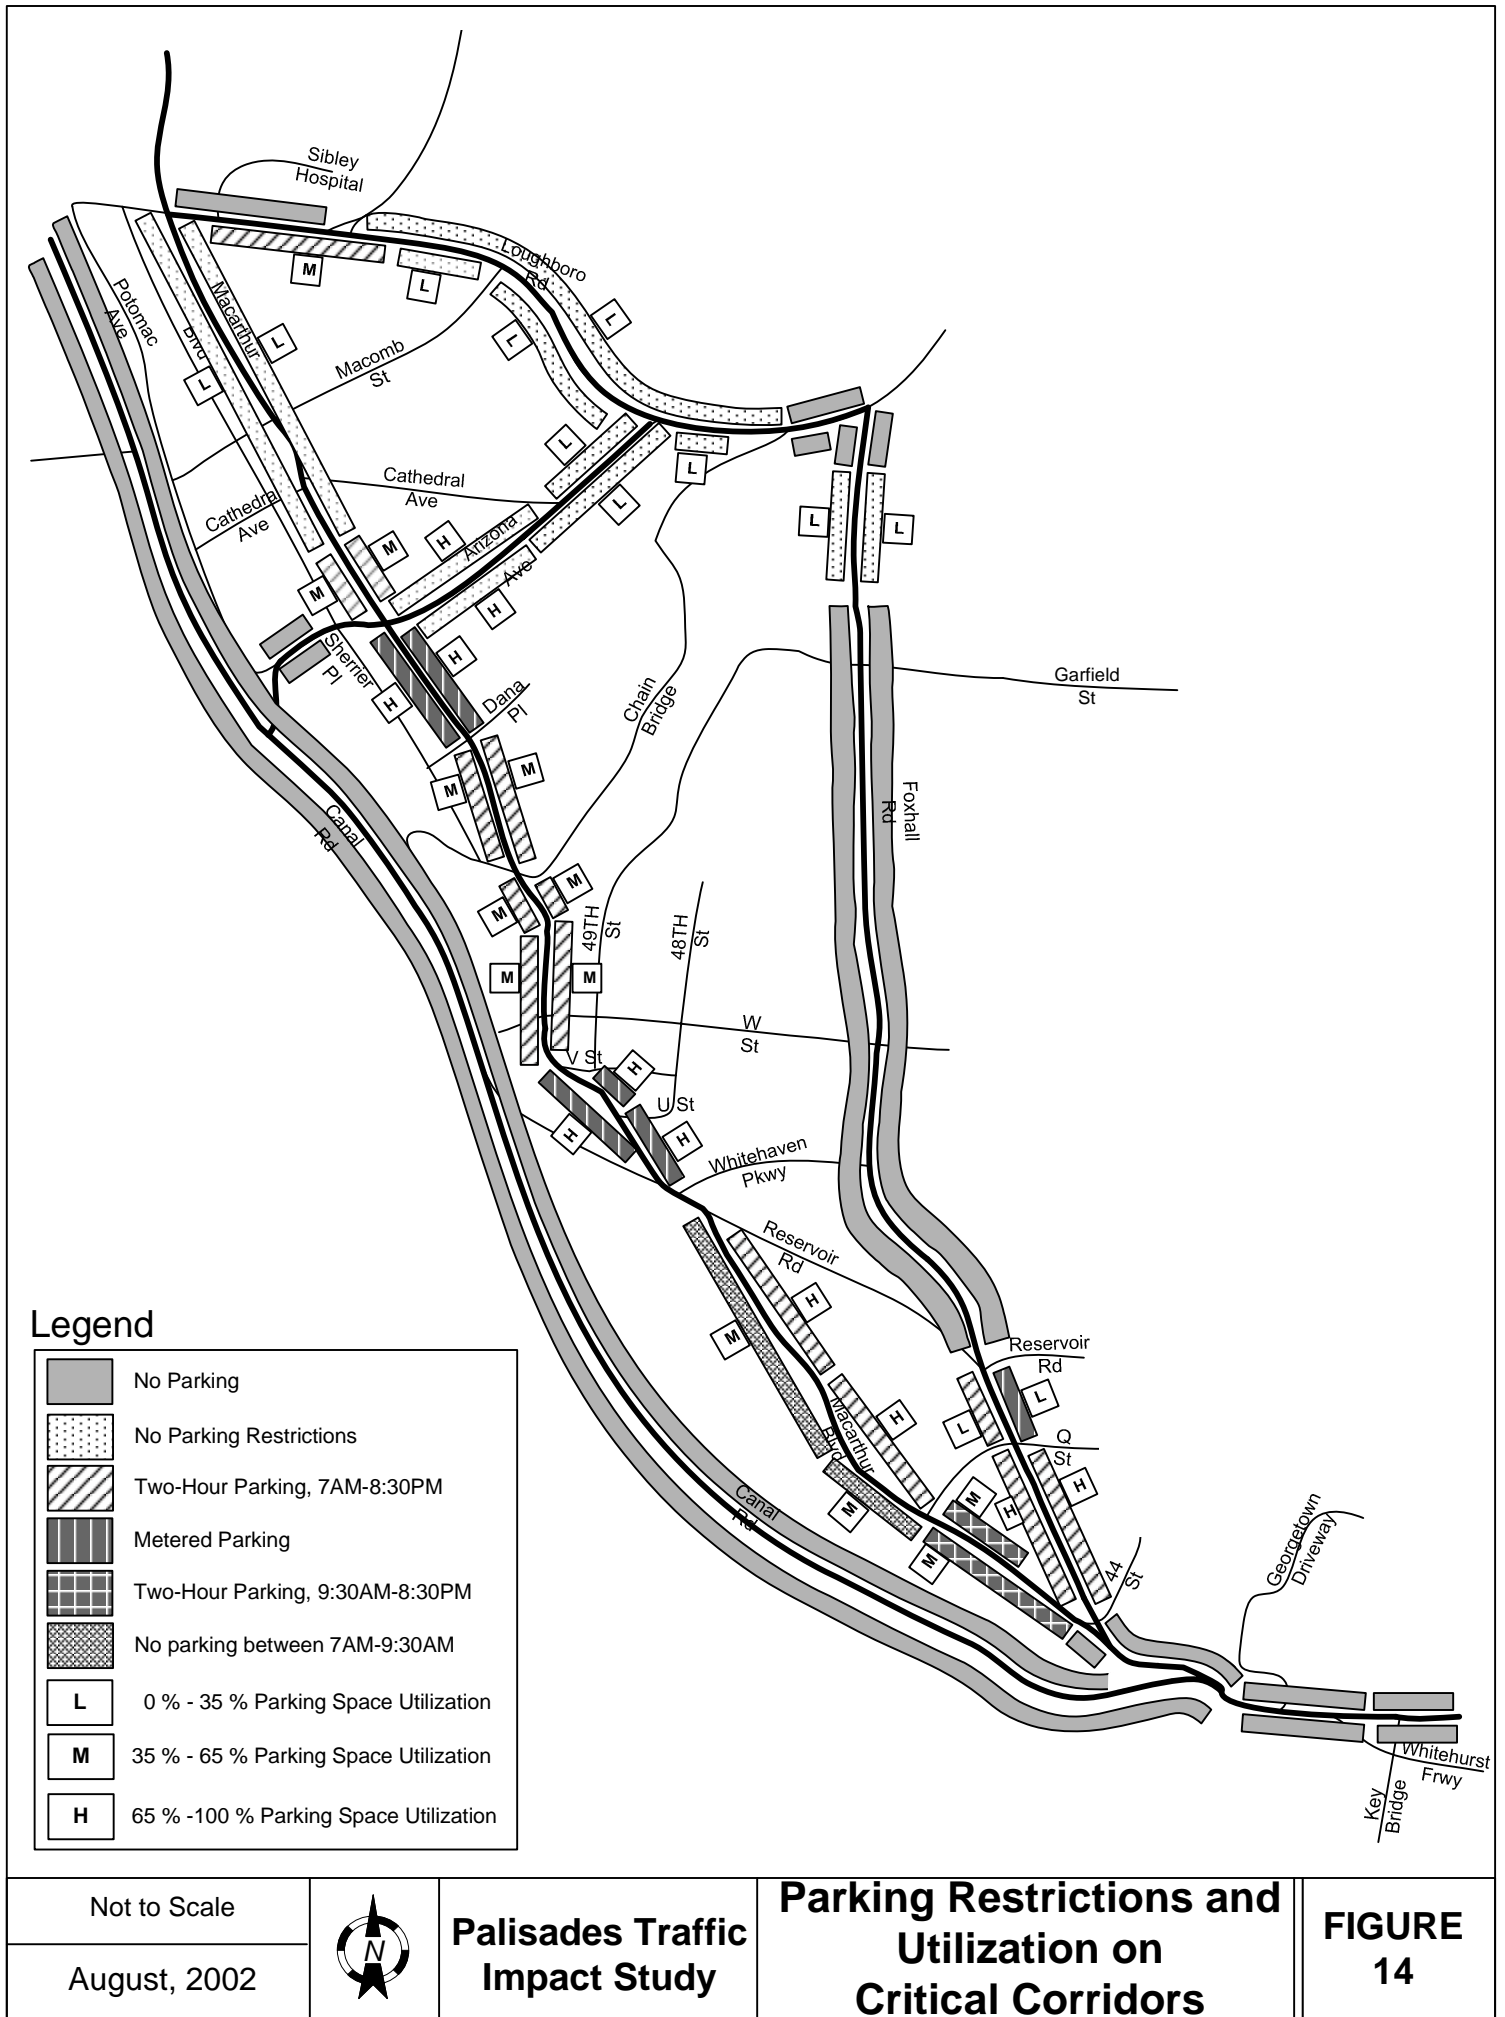 Sibley
Hospital
Loughboro
Rd
M
L
L
L
Potomac
Ave
Macarthur
Blvd
L
L
Macomb
St
L
L
L
Cathedral
Ave
Cathedral
Ave
L
L
Arizona
Ave
M
H
M
H
H
H
Sherrier
Pl
Dana
Pl
Chain
Bridge
Garfield
St
Foxhall
Rd
Canal
Rd
M
M
M
M
49TH
St
48TH
St
M
M
W
St
V St
H
U St
H
H
Whitehaven
Pkwy
Reservoir
Rd
H
M
Reservoir
Rd
L
L
H
Macarthur
Blvd
Q
St
H
M
H
M
M
Canal
Rd
44
St
Georgetown
Driveway
Whitehurst
Frwy
Key
Bridge
Legend
No Parking
No Parking Restrictions
Two-Hour Parking, 7AM-8:30PM
Metered Parking
Two-Hour Parking, 9:30AM-8:30PM
No parking between 7AM-9:30AM
L 0 % - 35 % Parking Space Utilization
M 35 % - 65 % Parking Space Utilization
H 65 % -100 % Parking Space Utilization
Not to Scale
August, 2002
N
Palisades Traffic
Impact Study
Parking Restrictions and
Utilization on
Critical Corridors
FIGURE
14